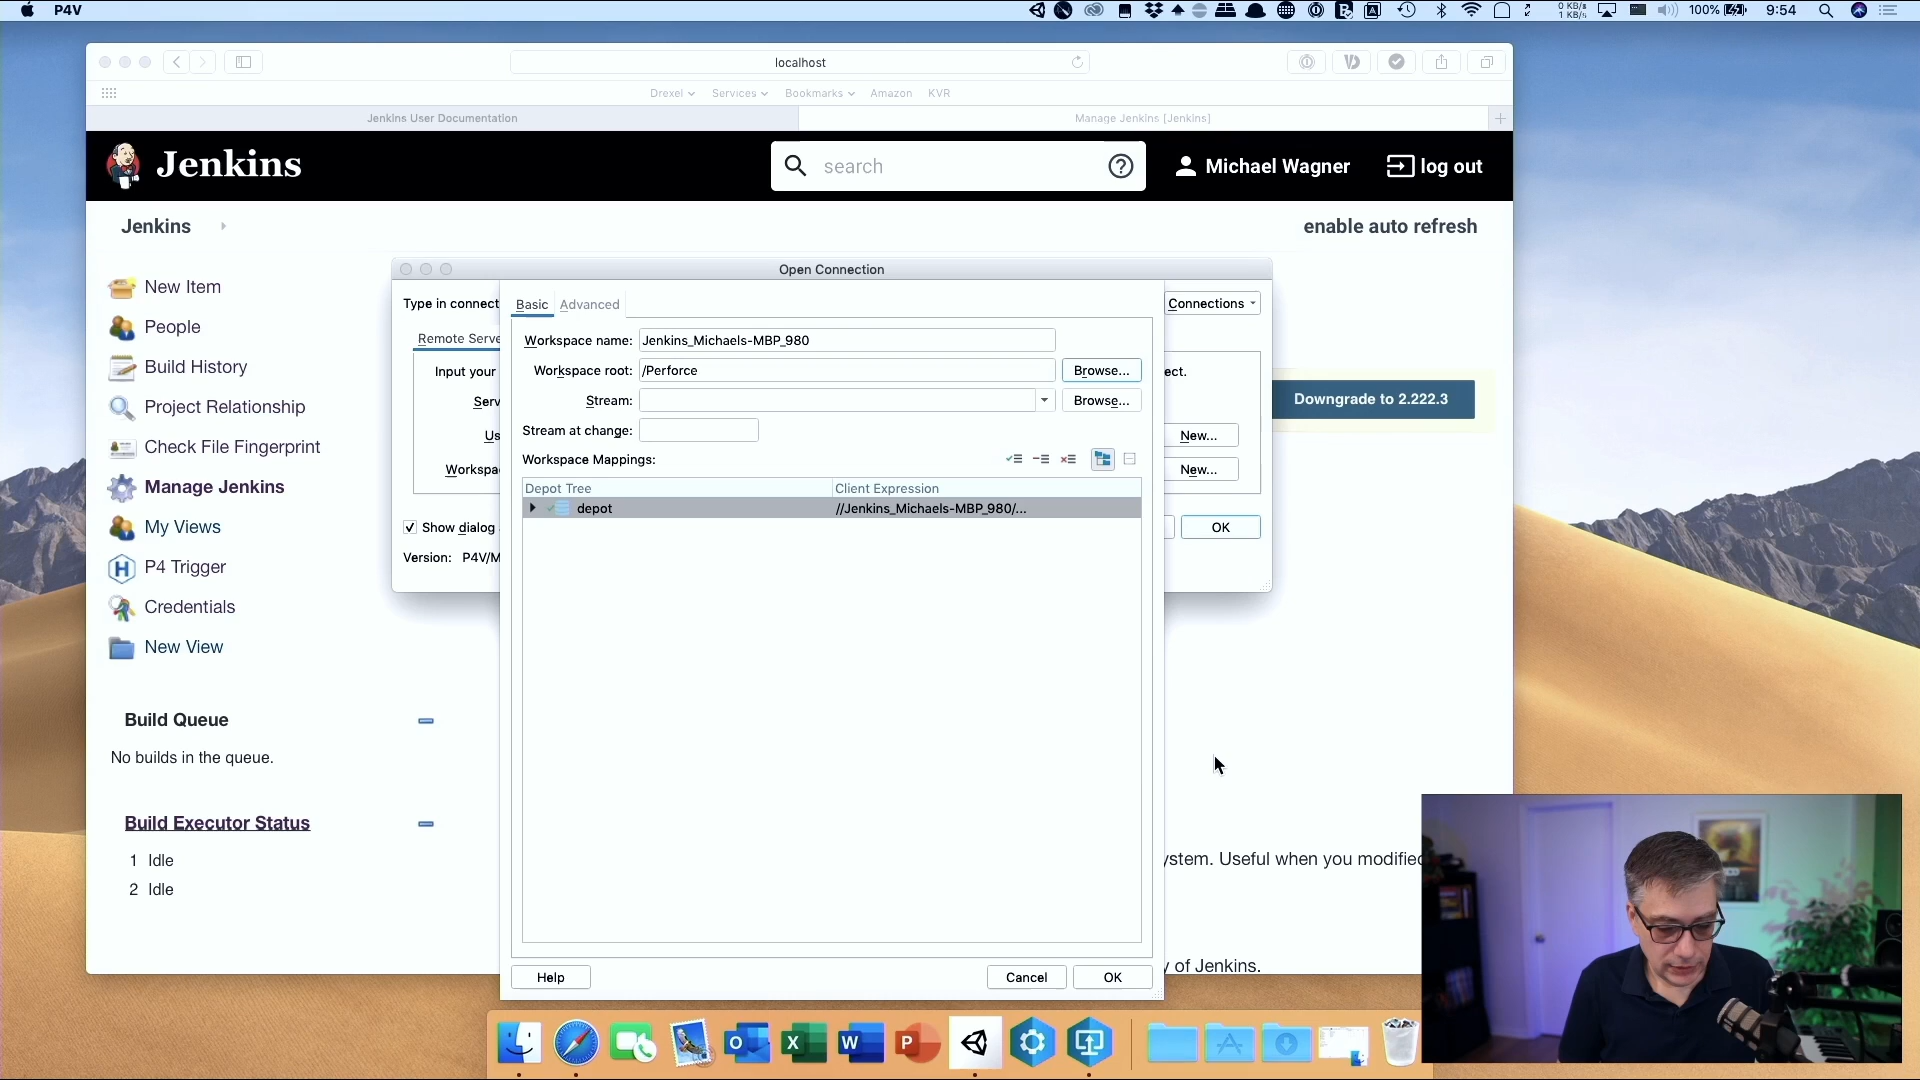 P4V
0 KB/s
1 KB/s
100%
9:54
localhost
Drexel
Services
Bookmarks
Amazon
KVR
Jenkins User Documentation
Manage Jenkins [Jenkins]
Jenkins
search
Michael Wagner
log out
Jenkins
enable auto refresh
New Item
People
Build History
Project Relationship
Check File Fingerprint
Manage Jenkins
My Views
P4 Trigger
Credentials
New View
Build Queue
No builds in the queue.
Build Executor Status
1 Idle
2 Idle
Downgrade to 2.222.3
Open Connection
Type in connect
Connections
Remote Serve
Input your
ect.
Serv
Us
New...
Workspa
New...
Show dialog
OK
Version: P4V/M
Basic
Advanced
Workspace name: Jenkins_Michaels-MBP_980
Workspace root: /Perforce
Browse...
Stream:
Browse...
Stream at change:
Workspace Mappings:
Depot Tree
Client Expression
depot
//Jenkins_Michaels-MBP_980/...
Help
Cancel
OK
ystem. Useful when you modified
y of Jenkins.